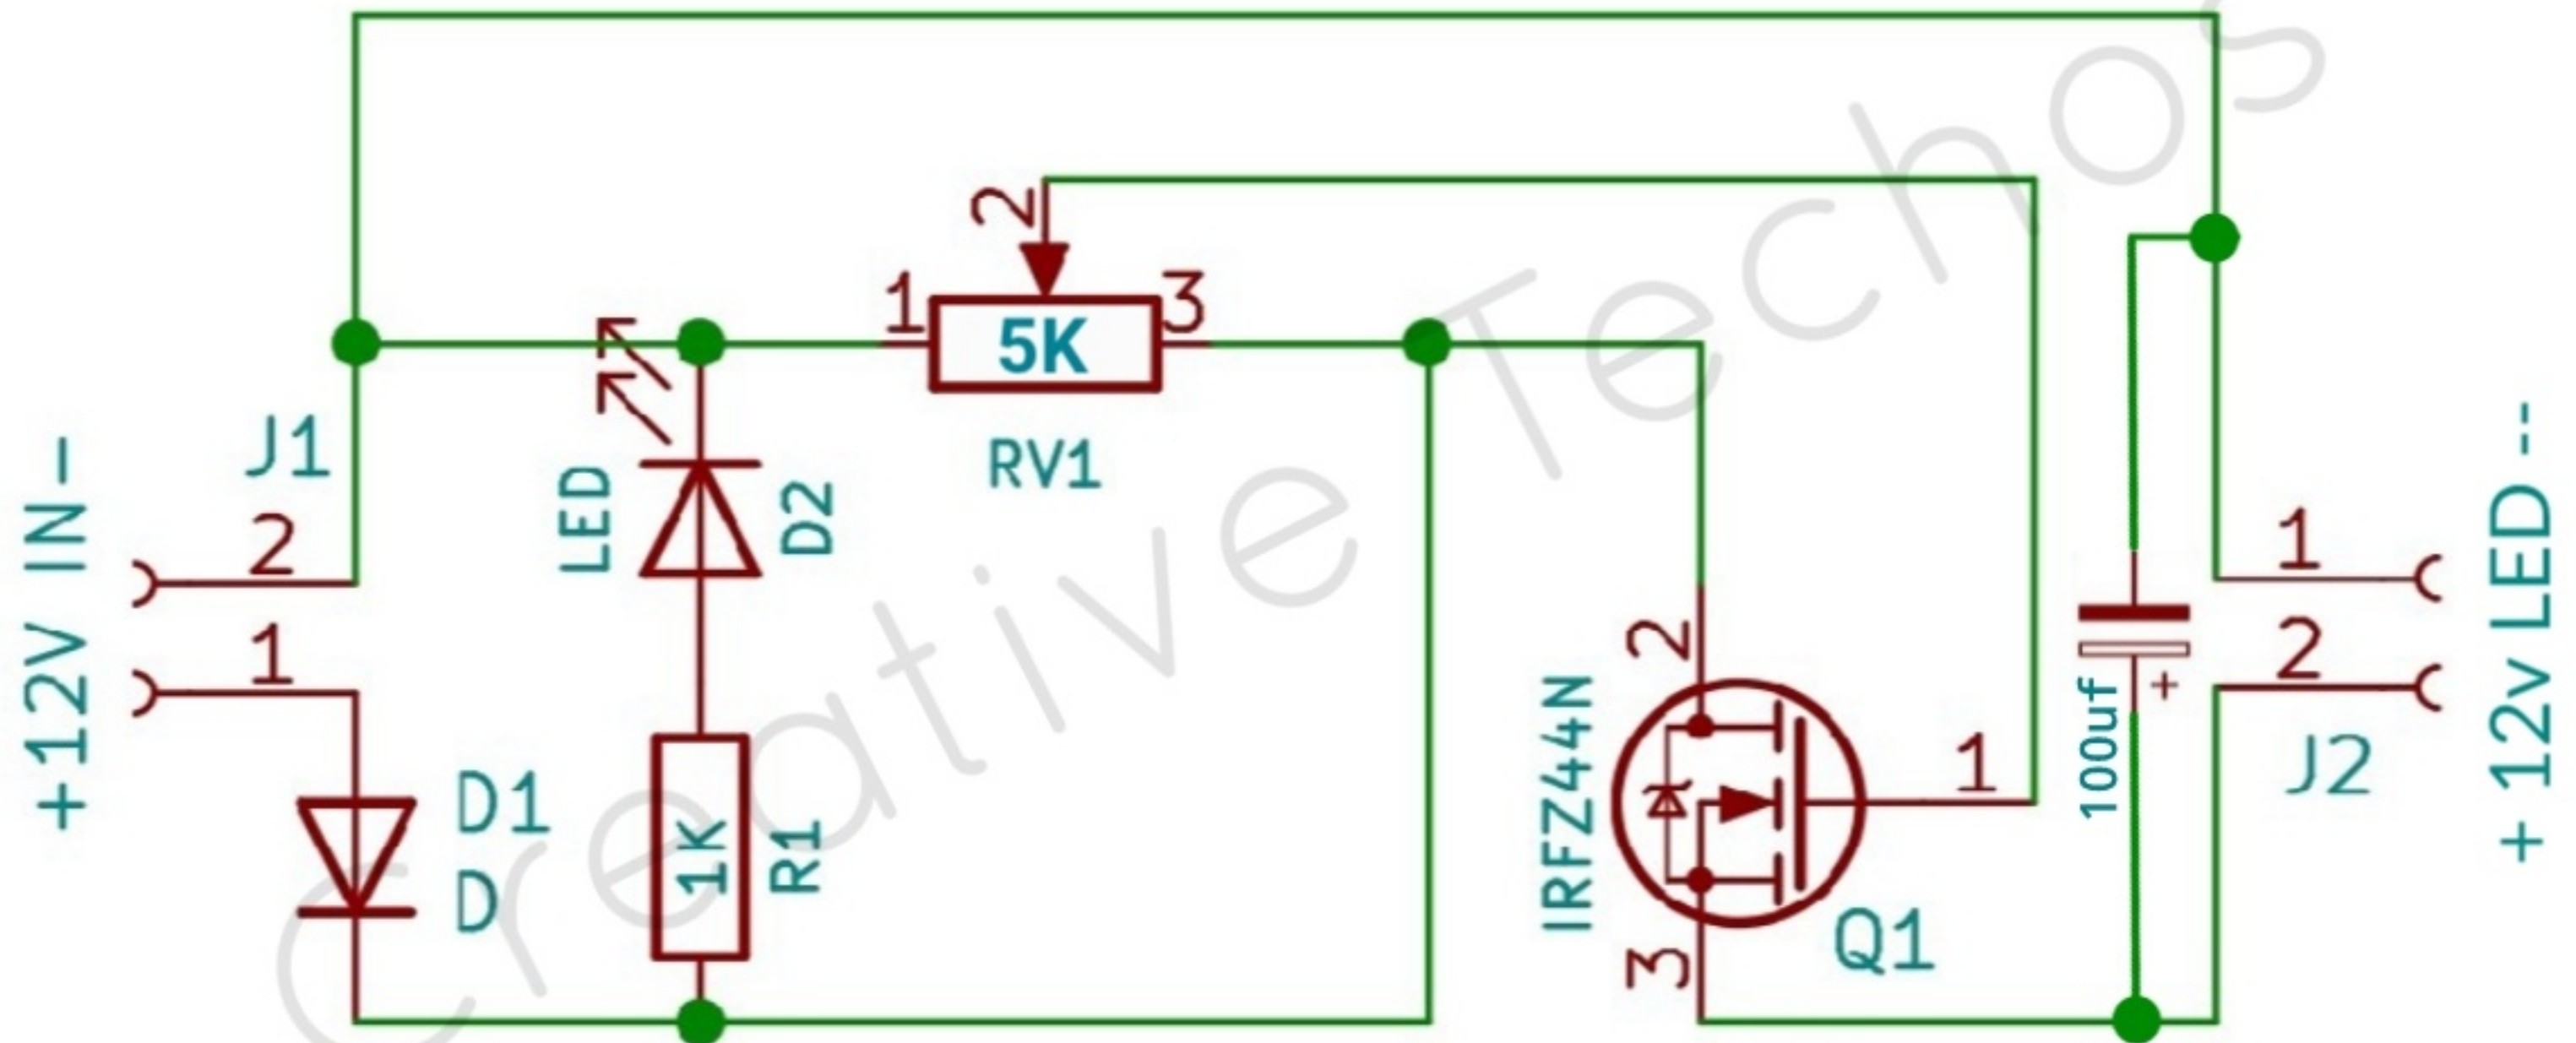 Creative Techos
+12V IN-
J1
2
1
D1
D
LED
D2
1K
R1
1
2
3
5K
RV1
IRFZ44N
2
1
3
Q1
100uf
+
1
2
J2
+ 12v LED --